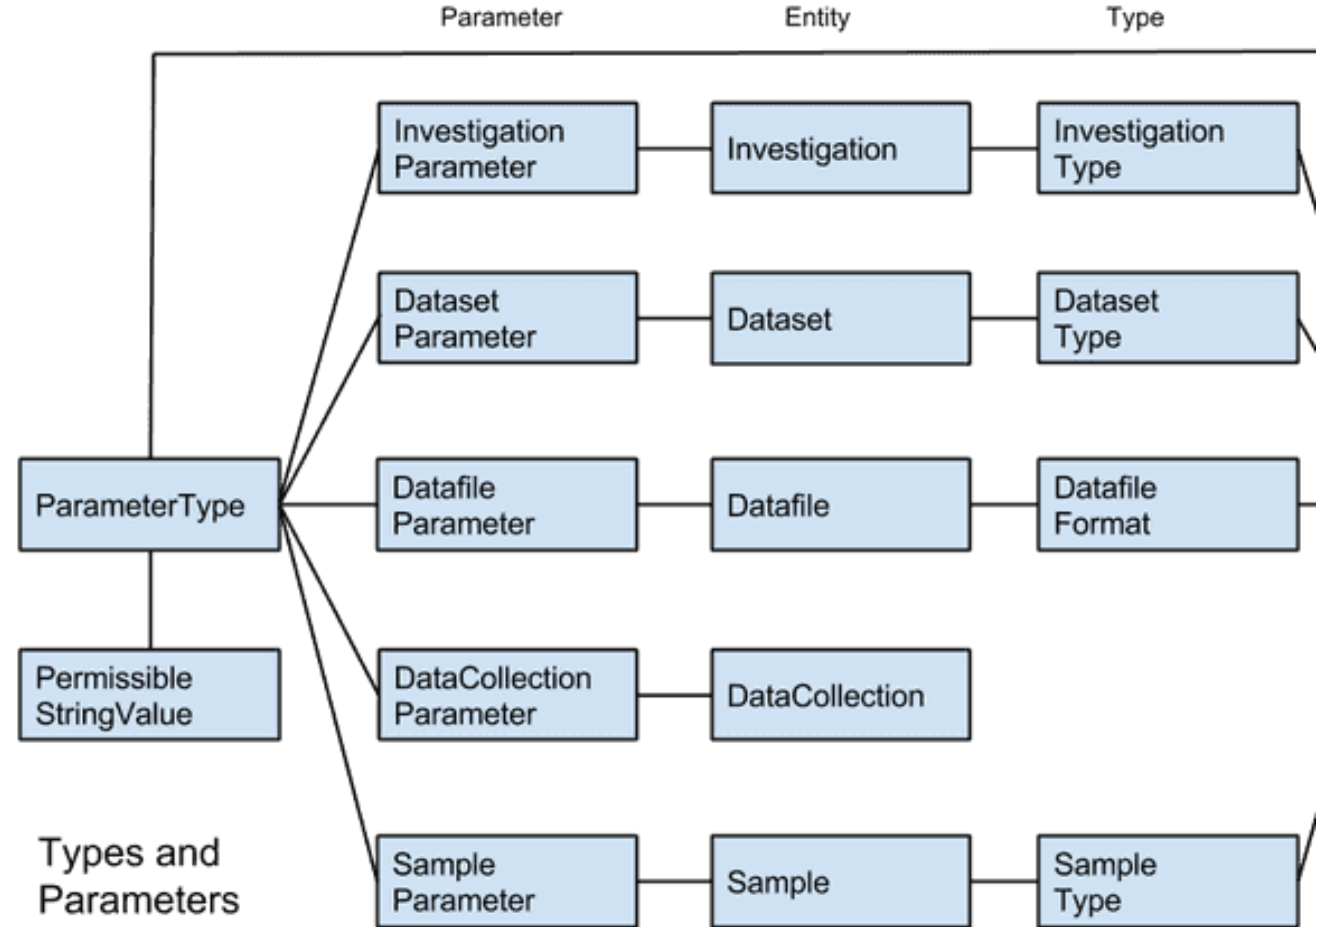 Parameter
Entity
Type
Investigation
Parameter
Investigation
Investigation
Type
Dataset
Parameter
Dataset
Dataset
Type
ParameterType
Datafile
Parameter
Datafile
Datafile
Format
Permissible
StringValue
DataCollection
Parameter
DataCollection
Types and
Parameters
Sample
Parameter
Sample
Sample
Type